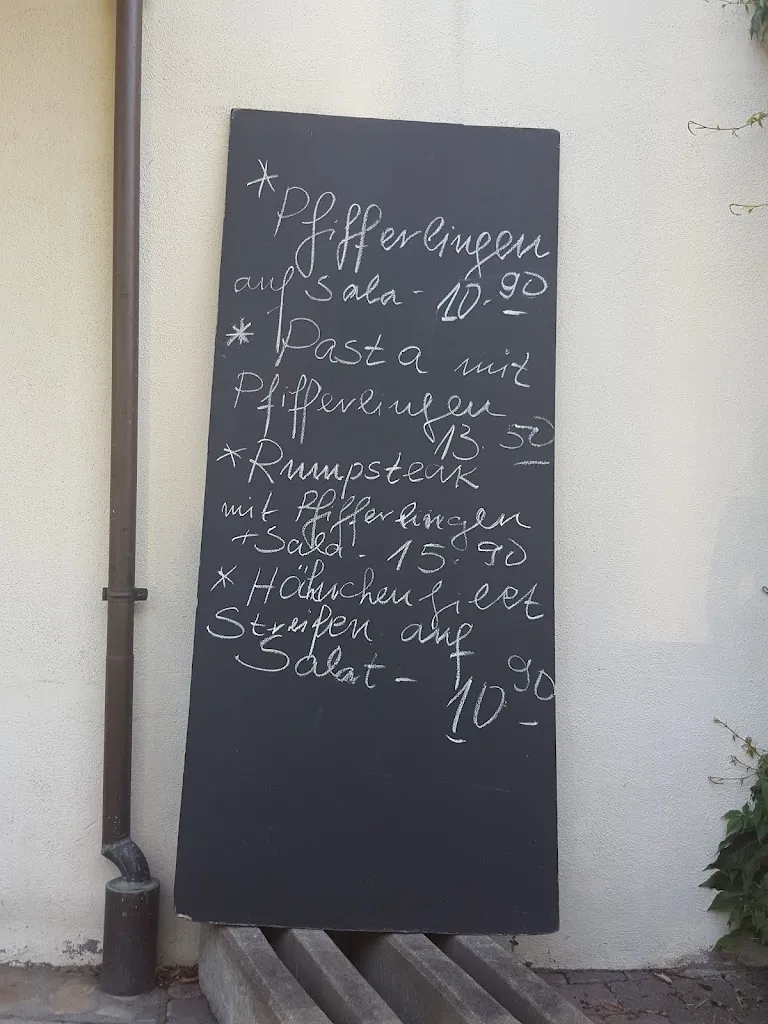 * Pfifferlingen
auf Sala - 10.90
* Pasta mit
Pfifferlingen
13.50
* Rumpsteak
mit Pfifferlingen
+ Sala - 15.90
* Hähnchenfilet
Streifen auf
Salat - 10.90